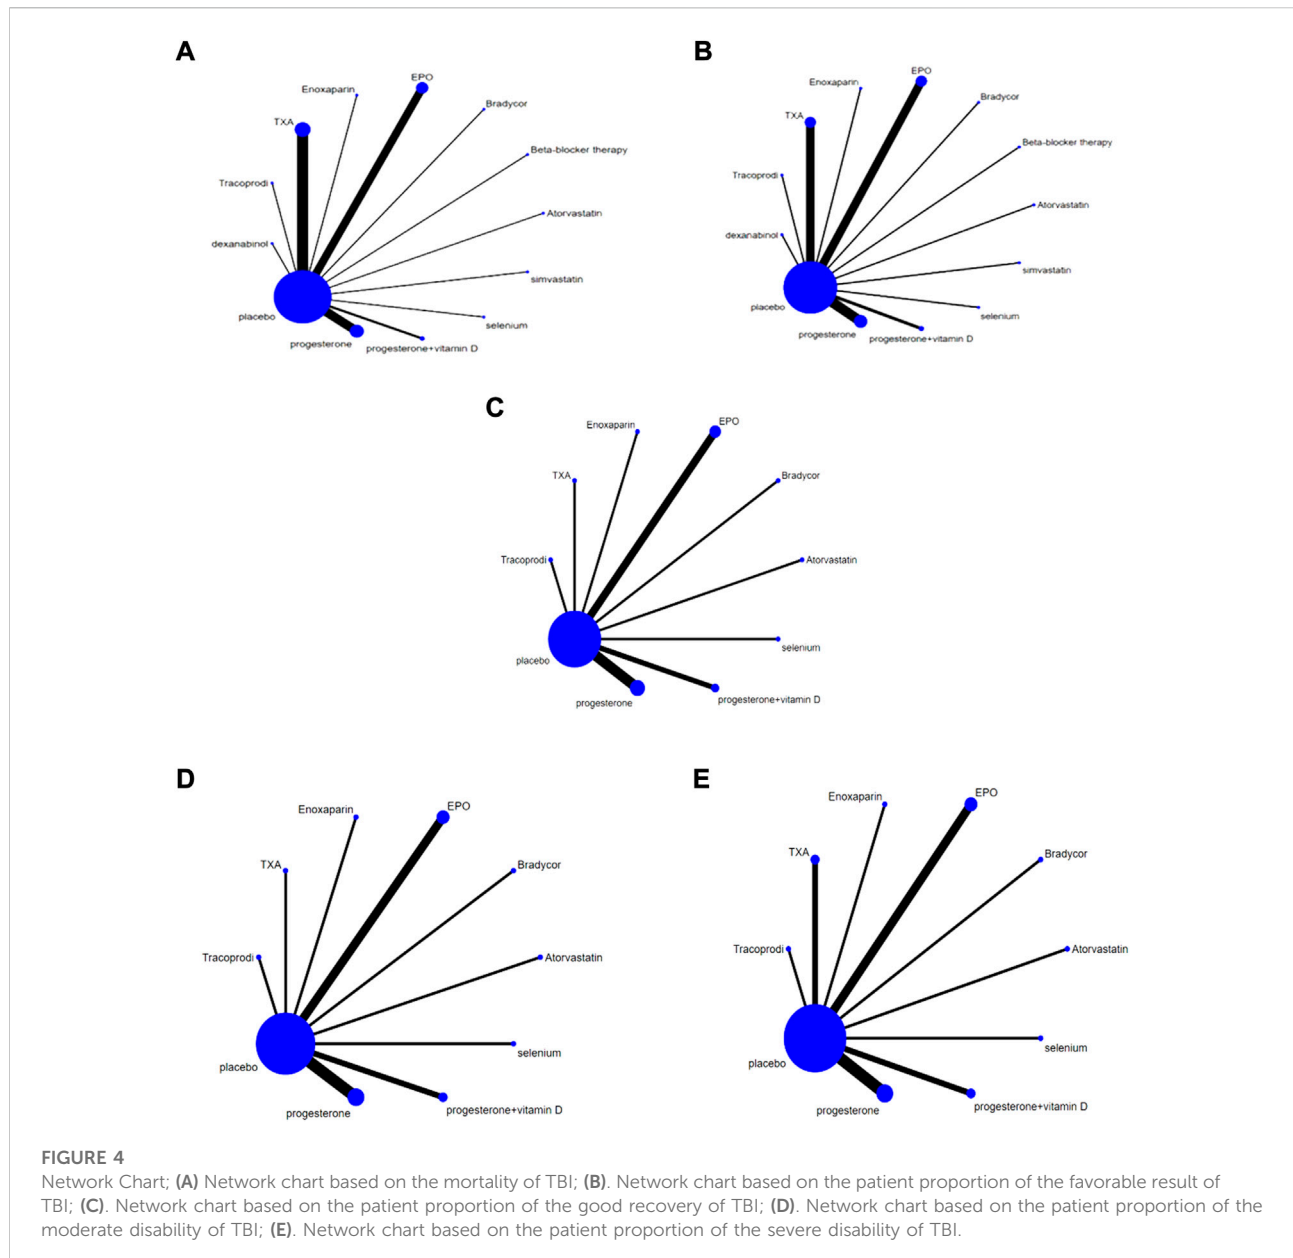 A
EPO
Enoxaparin
Bradycor
TXA
Beta-blocker therapy
Tracoprodi
Atorvastatin
dexanabinol
simvastatin
placebo
selenium
progesterone
progesterone+vitamin D
B
EPO
Enoxaparin
Bradycor
TXA
Beta-blocker therapy
Tracoprodi
Atorvastatin
dexanabinol
simvastatin
placebo
selenium
progesterone
progesterone+vitamin D
C
EPO
Enoxaparin
TXA
Bradycor
Tracoprodi
Atorvastatin
selenium
placebo
progesterone
progesterone+vitamin D
D
EPO
Enoxaparin
TXA
Bradycor
Tracoprodi
Atorvastatin
selenium
placebo
progesterone
progesterone+vitamin D
E
EPO
Enoxaparin
TXA
Bradycor
Tracoprodi
Atorvastatin
selenium
placebo
progesterone
progesterone+vitamin D
FIGURE 4
Network Chart; (A) Network chart based on the mortality of TBI; (B). Network chart based on the patient proportion of the favorable result of
TBI; (C). Network chart based on the patient proportion of the good recovery of TBI; (D). Network chart based on the patient proportion of the
moderate disability of TBI; (E). Network chart based on the patient proportion of the severe disability of TBI.